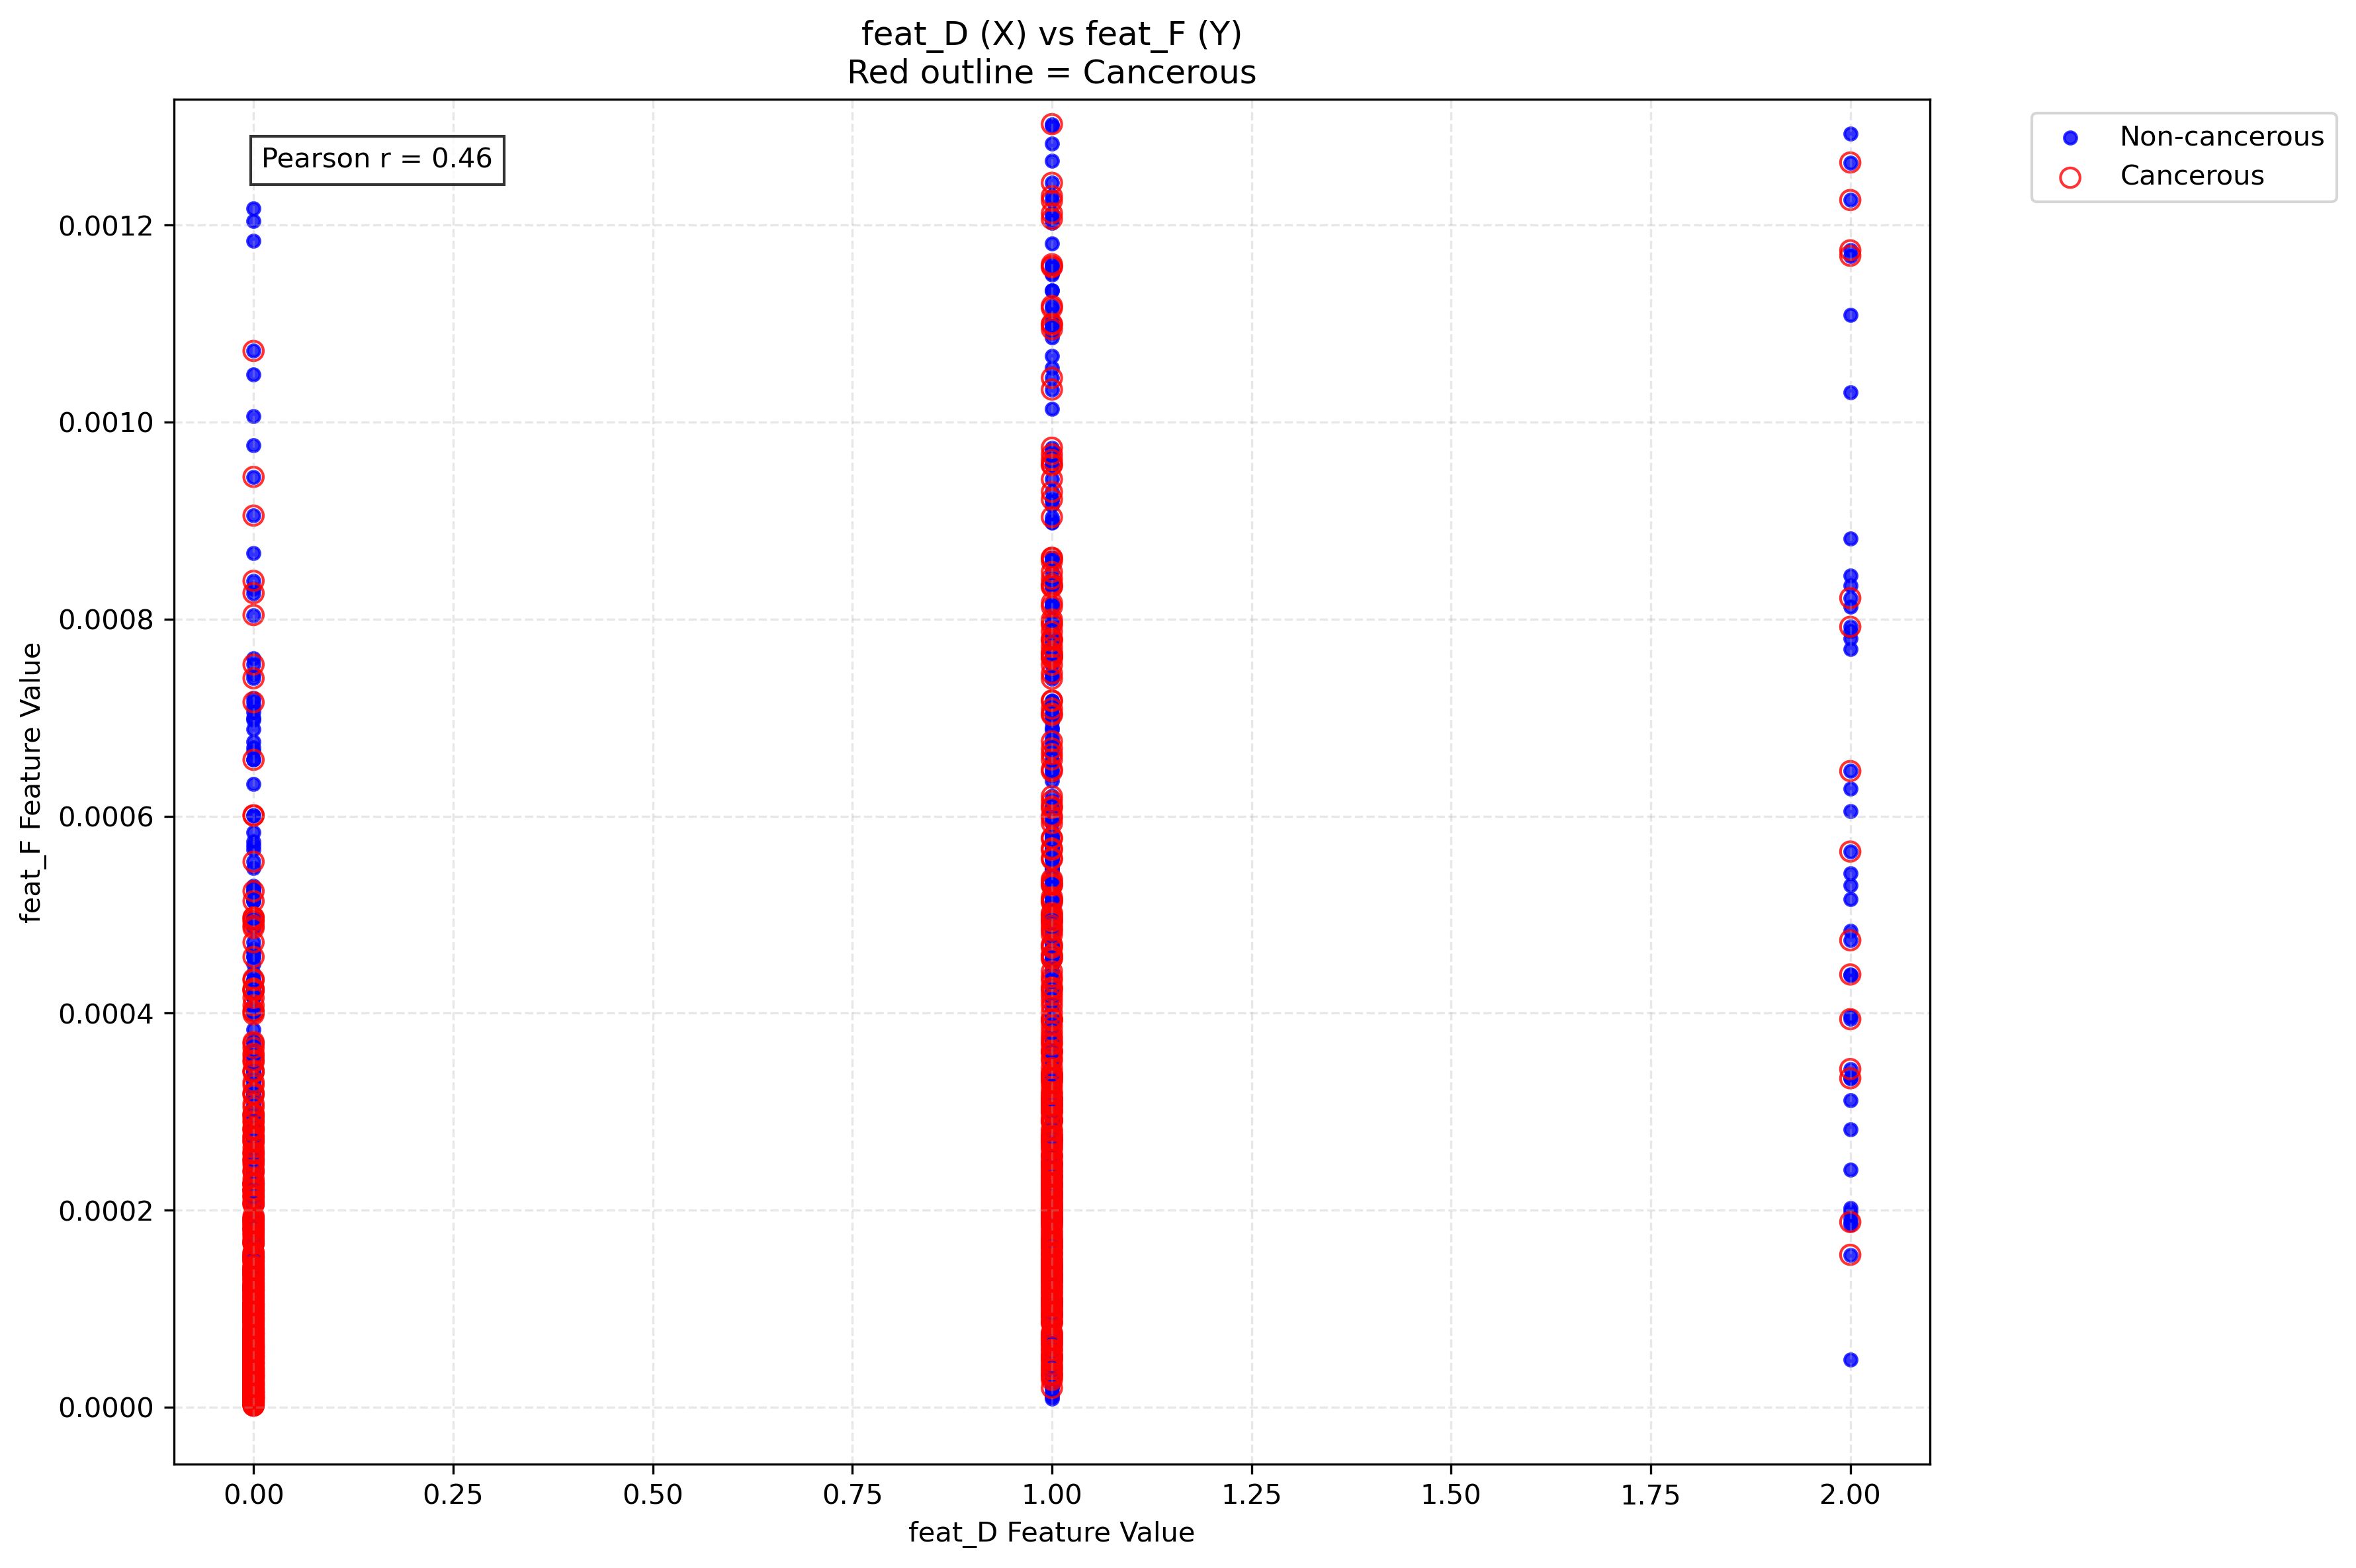 feat_D (X) vs feat_F (Y)
Red outline = Cancerous
Pearson r = 0.46
Non-cancerous
Cancerous
feat_F Feature Value
0.0012
0.0010
0.0008
0.0006
0.0004
0.0002
0.0000
0.00 0.25 0.50 0.75 1.00 1.25 1.50 1.75 2.00
feat_D Feature Value